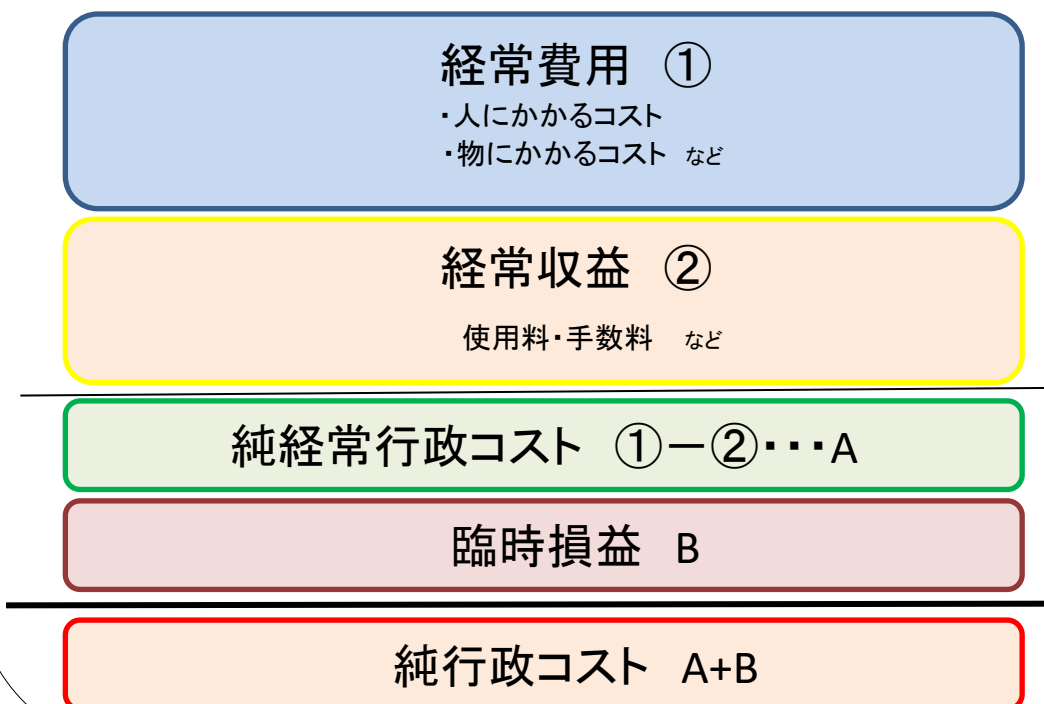 経常費用 ①
・人にかかるコスト
・物にかかるコスト など
経常収益 ②
使用料・手数料 など
純経常行政コスト ①－②・・・A
臨時損益 B
純行政コスト A+B